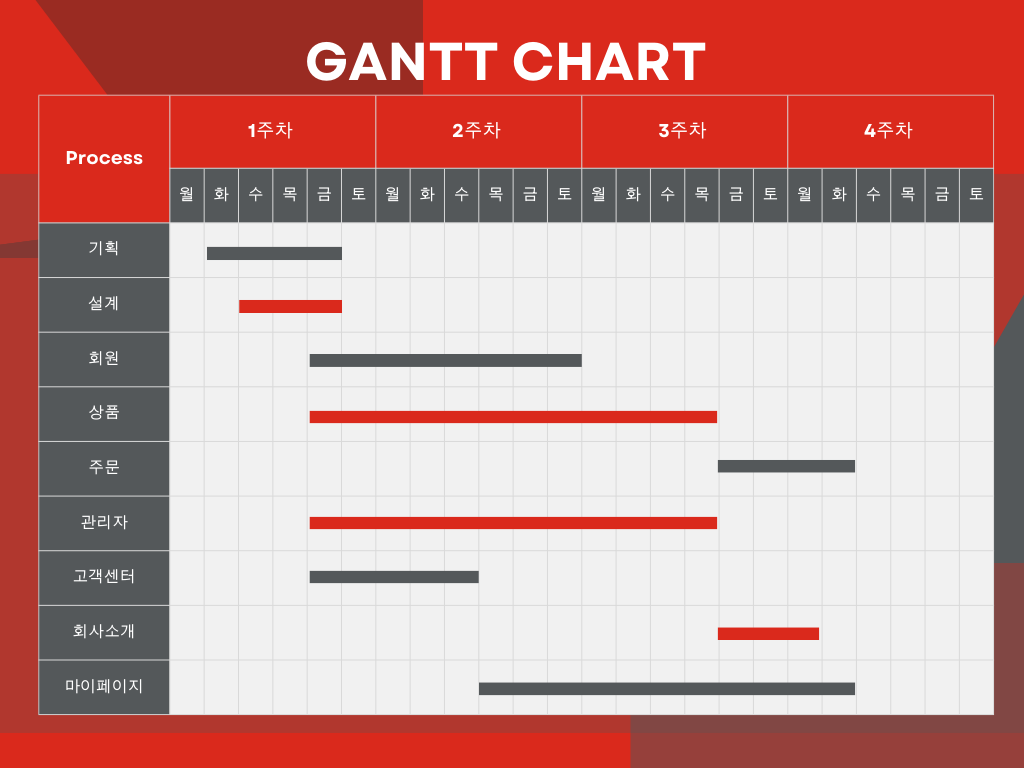 GANTT CHART
Process
1주차 2주차 3주차 4주차
월 화 수 목 금 토 월 화 수 목 금 토 월 화 수 목 금 토 월 화 수 목 금 토
기획
설계
회원
상품
주문
관리자
고객센터
회사소개
마이페이지